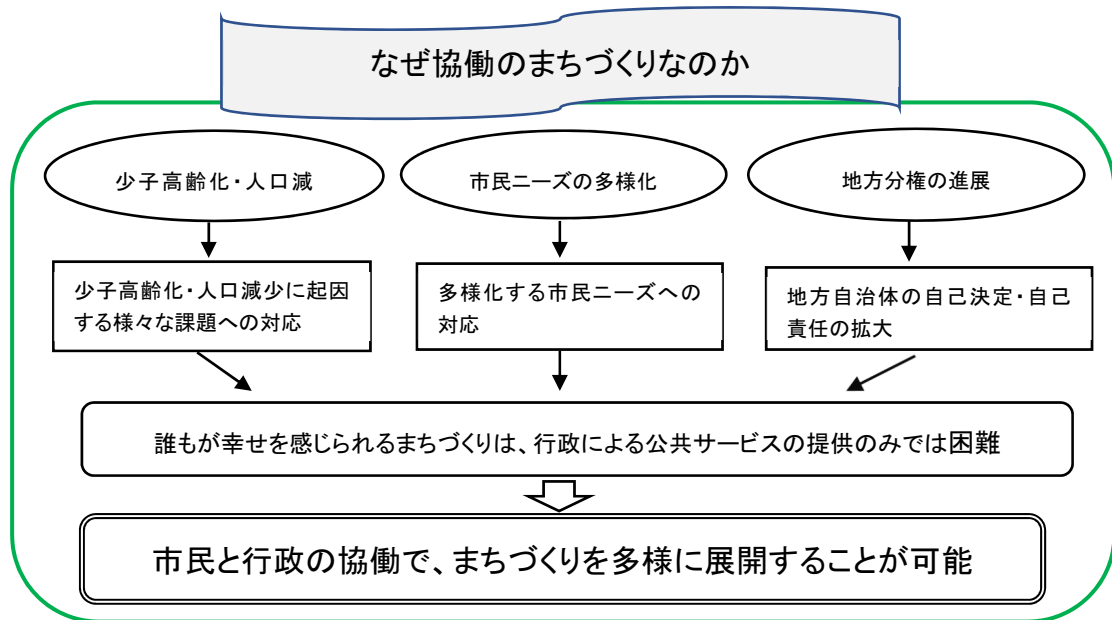 なぜ協働のまちづくりなのか
少子高齢化・人口減
市民ニーズの多様化
地方分権の進展
少子高齢化・人口減少に起因
する様々な課題への対応
多様化する市民ニーズへの
対応
地方自治体の自己決定・自己
責任の拡大
誰もが幸せを感じられるまちづくりは、行政による公共サービスの提供のみでは困難
市民と行政の協働で、まちづくりを多様に展開することが可能